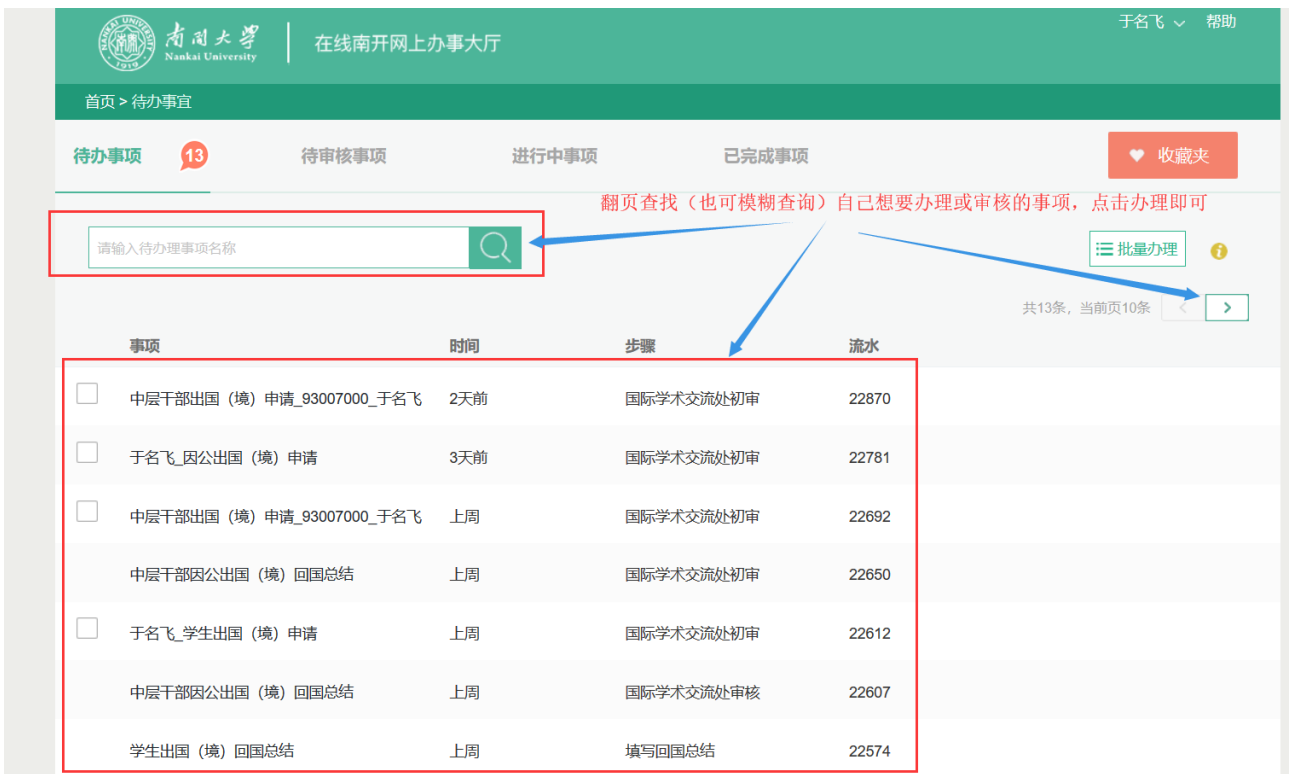 于名飞 帮助
NANKAI UNIVERSITY 南開 1919
南開大學
Nankai University
在线南开网上办事大厅
首页 > 待办事宜
待办事项 13 待审核事项 进行中事项 已完成事项 收藏夹
翻页查找（也可模糊查询）自己想要办理或审核的事项，点击办理即可
请输入待办理事项名称 批量办理
共13条，当前页10条 < >
事项 时间 步骤 流水
中层干部出国（境）申请_93007000_于名飞 2天前 国际学术交流处初审 22870
于名飞_因公出国（境）申请 3天前 国际学术交流处初审 22781
中层干部出国（境）申请_93007000_于名飞 上周 国际学术交流处初审 22692
中层干部因公出国（境）回国总结 上周 国际学术交流处初审 22650
于名飞_学生出国（境）申请 上周 国际学术交流处初审 22612
中层干部因公出国（境）回国总结 上周 国际学术交流处审核 22607
学生出国（境）回国总结 上周 填写回国总结 22574